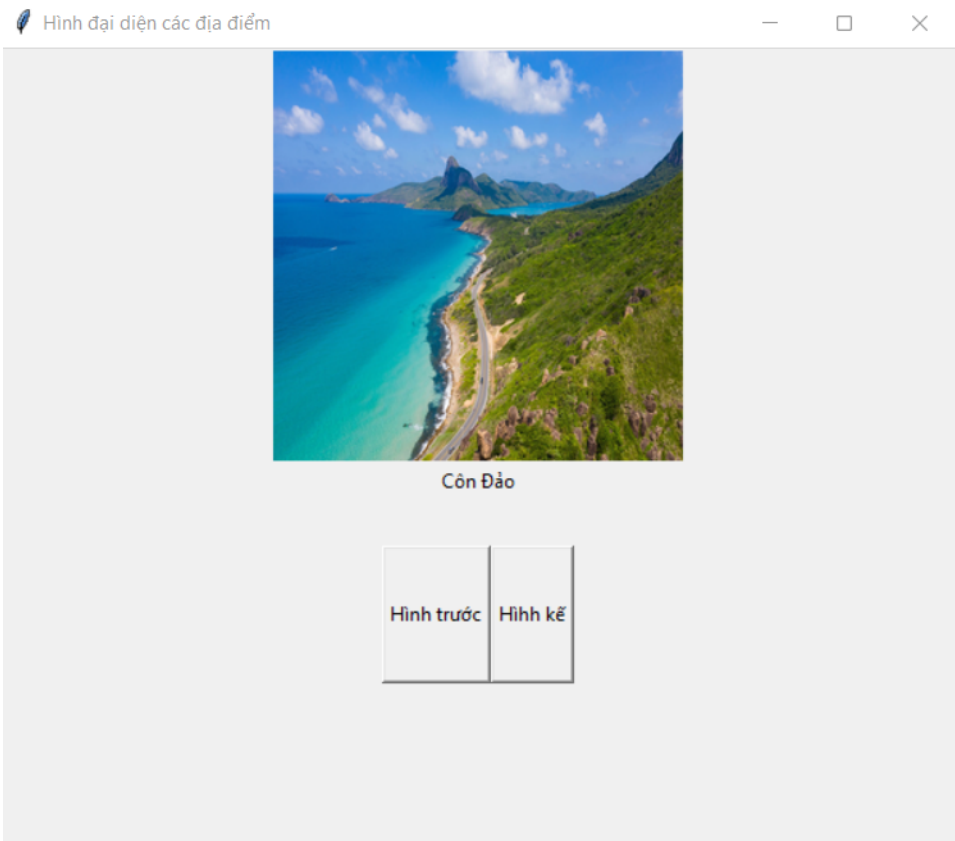 Hình đại diện các địa điểm
Côn Đảo
Hình trước Hìhh kế